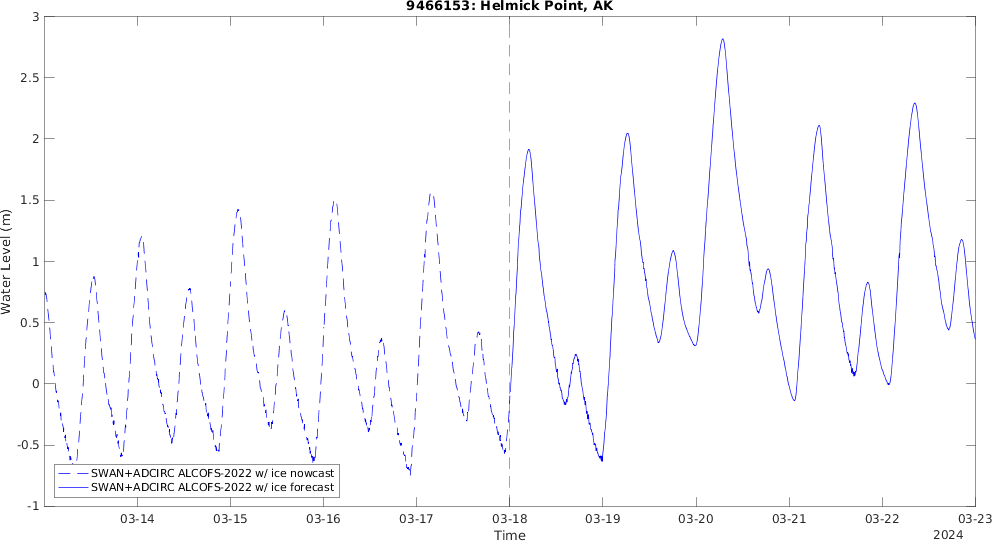 9466153: Helmick Point, AK
Water Level (m)
3
2.5
2
1.5
1
0.5
0
-0.5
-1
SWAN+ADCIRC ALCOFS-2022 w/ ice nowcast
SWAN+ADCIRC ALCOFS-2022 w/ ice forecast
03-14 03-15 03-16 03-17 03-18 03-19 03-20 03-21 03-22 03-23
Time
2024